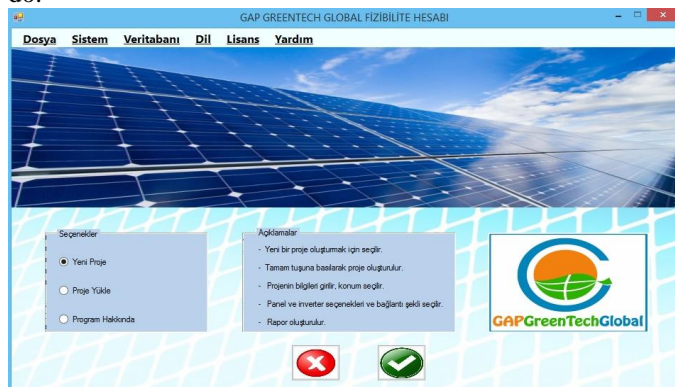 GAP GREENTECH GLOBAL FİZİBİLİTE HESABI
Dosya Sistem Veritabanı Dil Lisans Yardım
Seçenekler
Yeni Proje
Proje Yükle
Program Hakkında
Açıklamalar
- Yeni bir proje oluşturmak için seçilir.
- Tamam tuşuna basılarak proje oluşturulur.
- Projenin bilgileri girilir, konum seçilir.
- Panel ve inverter seçenekleri ve bağlantı şekli seçilir.
- Rapor oluşturulur.
GAPGreenTechGlobal